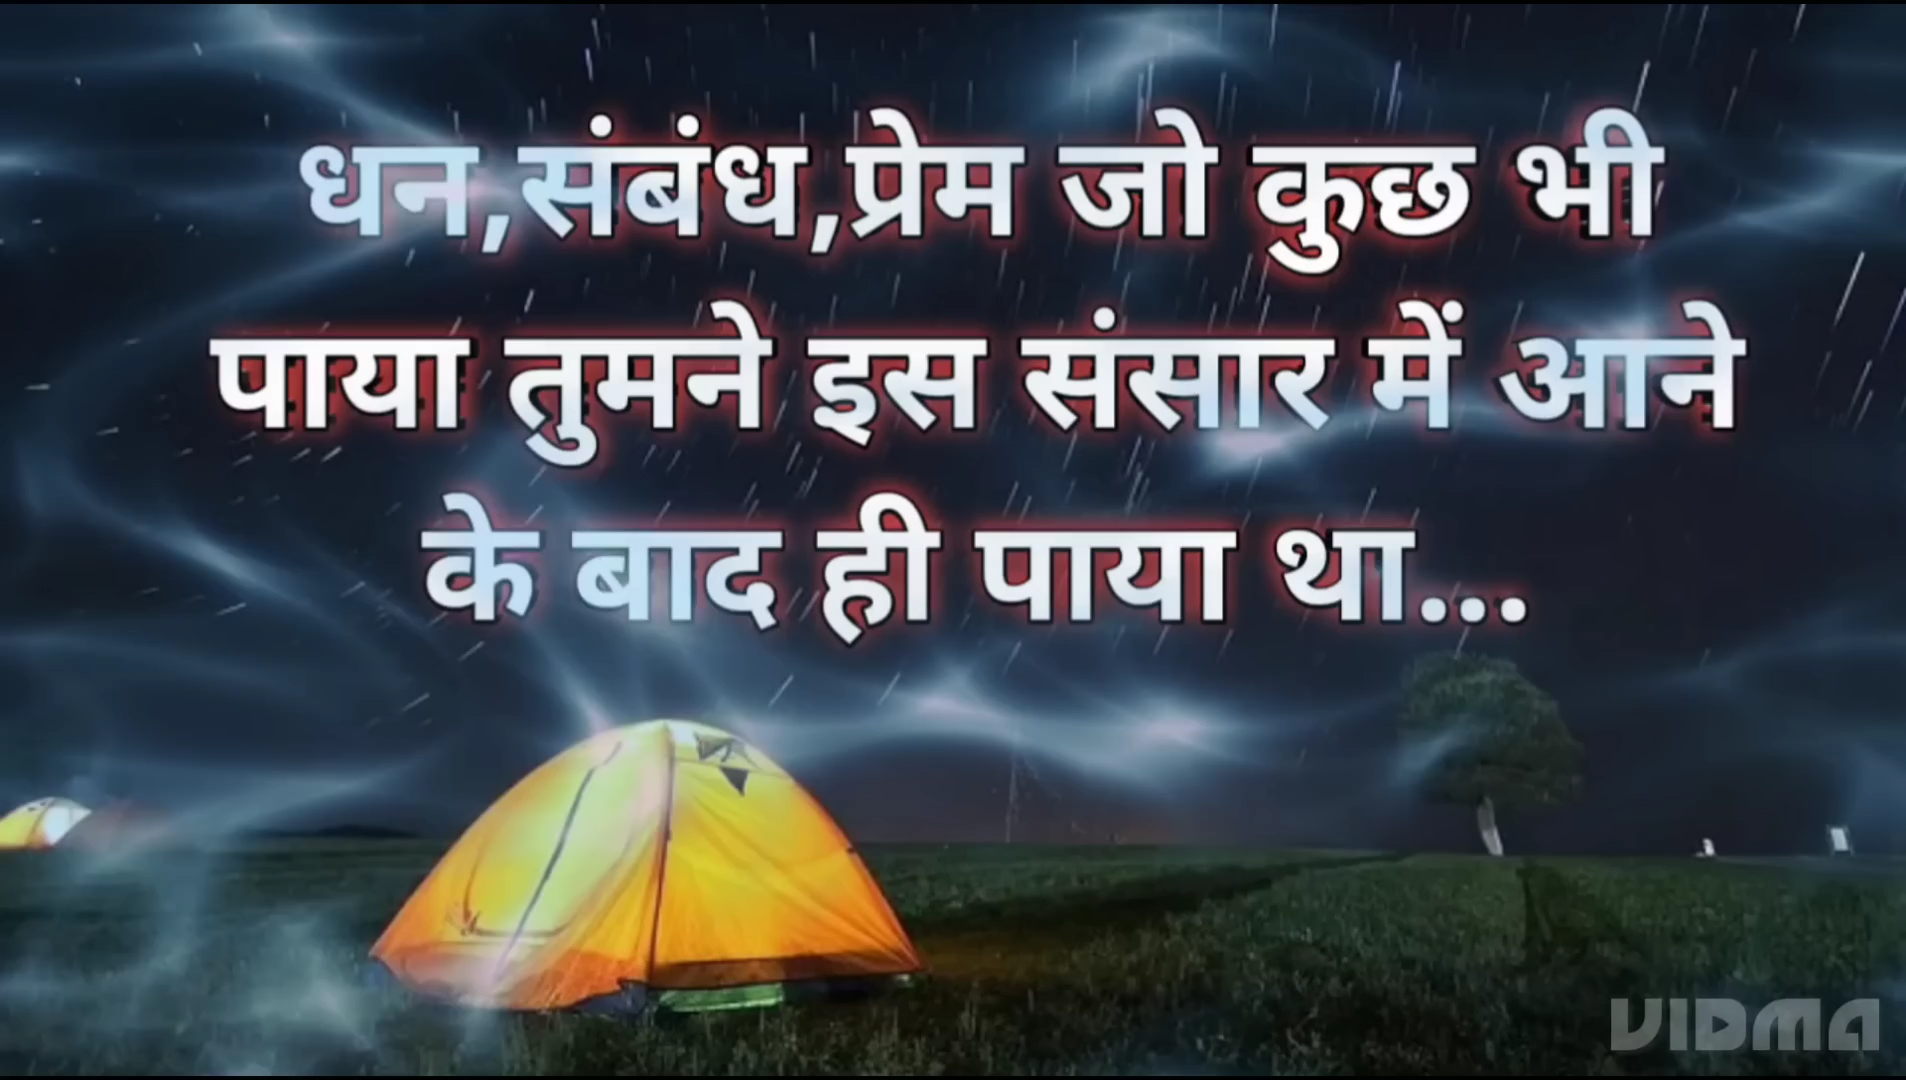 धन,संबंध,प्रेम जो कुछ भी
पाया तुमने इस संसार में आने
के बाद ही पाया था...
VIDMA